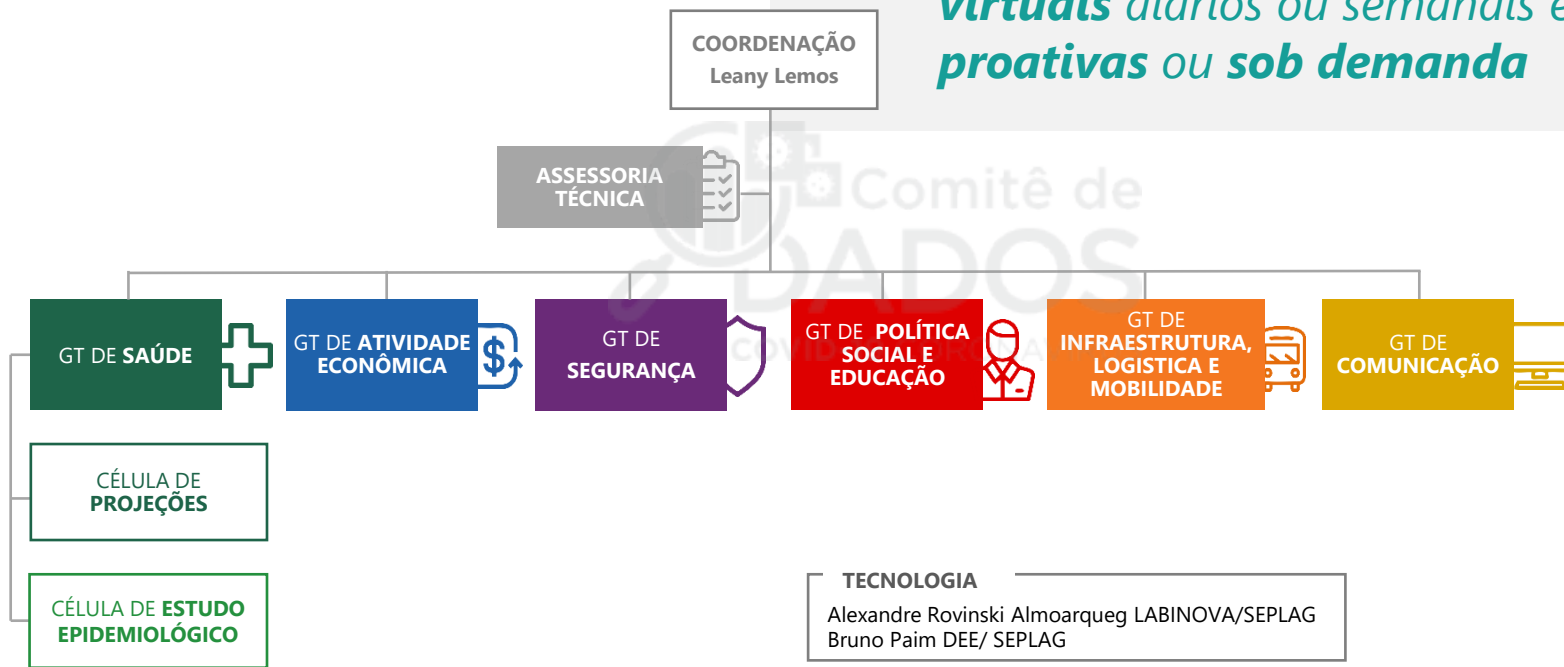 virtuais diários ou semanais e
proativas ou sob demanda
COORDENAÇÃO
Leany Lemos
ASSESSORIA
TÉCNICA
Comitê de
DADOS
GT DE SAÚDE
GT DE ATIVIDADE
ECONÔMICA
GT DE
SEGURANÇA
GT DE POLÍTICA
SOCIAL E
EDUCAÇÃO
GT DE
INFRAESTRUTURA,
LOGISTICA E
MOBILIDADE
GT DE
COMUNICAÇÃO
CÉLULA DE
PROJEÇÕES
CÉLULA DE ESTUDO
EPIDEMIOLÓGICO
TECNOLOGIA
Alexandre Rovinski Almoarqueg LABINOVA/SEPLAG
Bruno Paim DEE/ SEPLAG